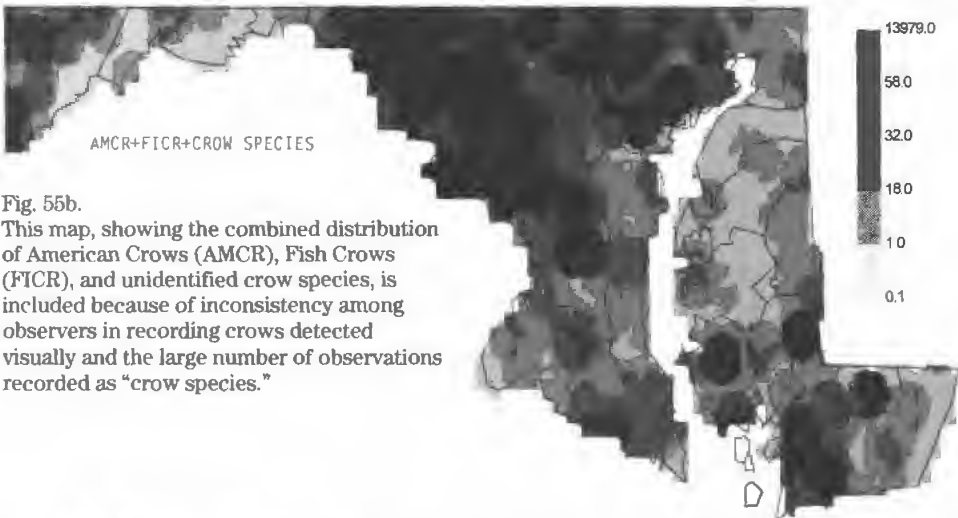 13979.0
58.0
32.0
18.0
1 0
0.1
AMCR+FICR+CROW SPECIES
Fig. 55b.
This map, showing the combined distribution
of American Crows (AMCR), Fish Crows
(FICR), and unidentified crow species, is
included because of inconsistency among
observers in recording crows detected
visually and the large number of observations
recorded as “crow species.”